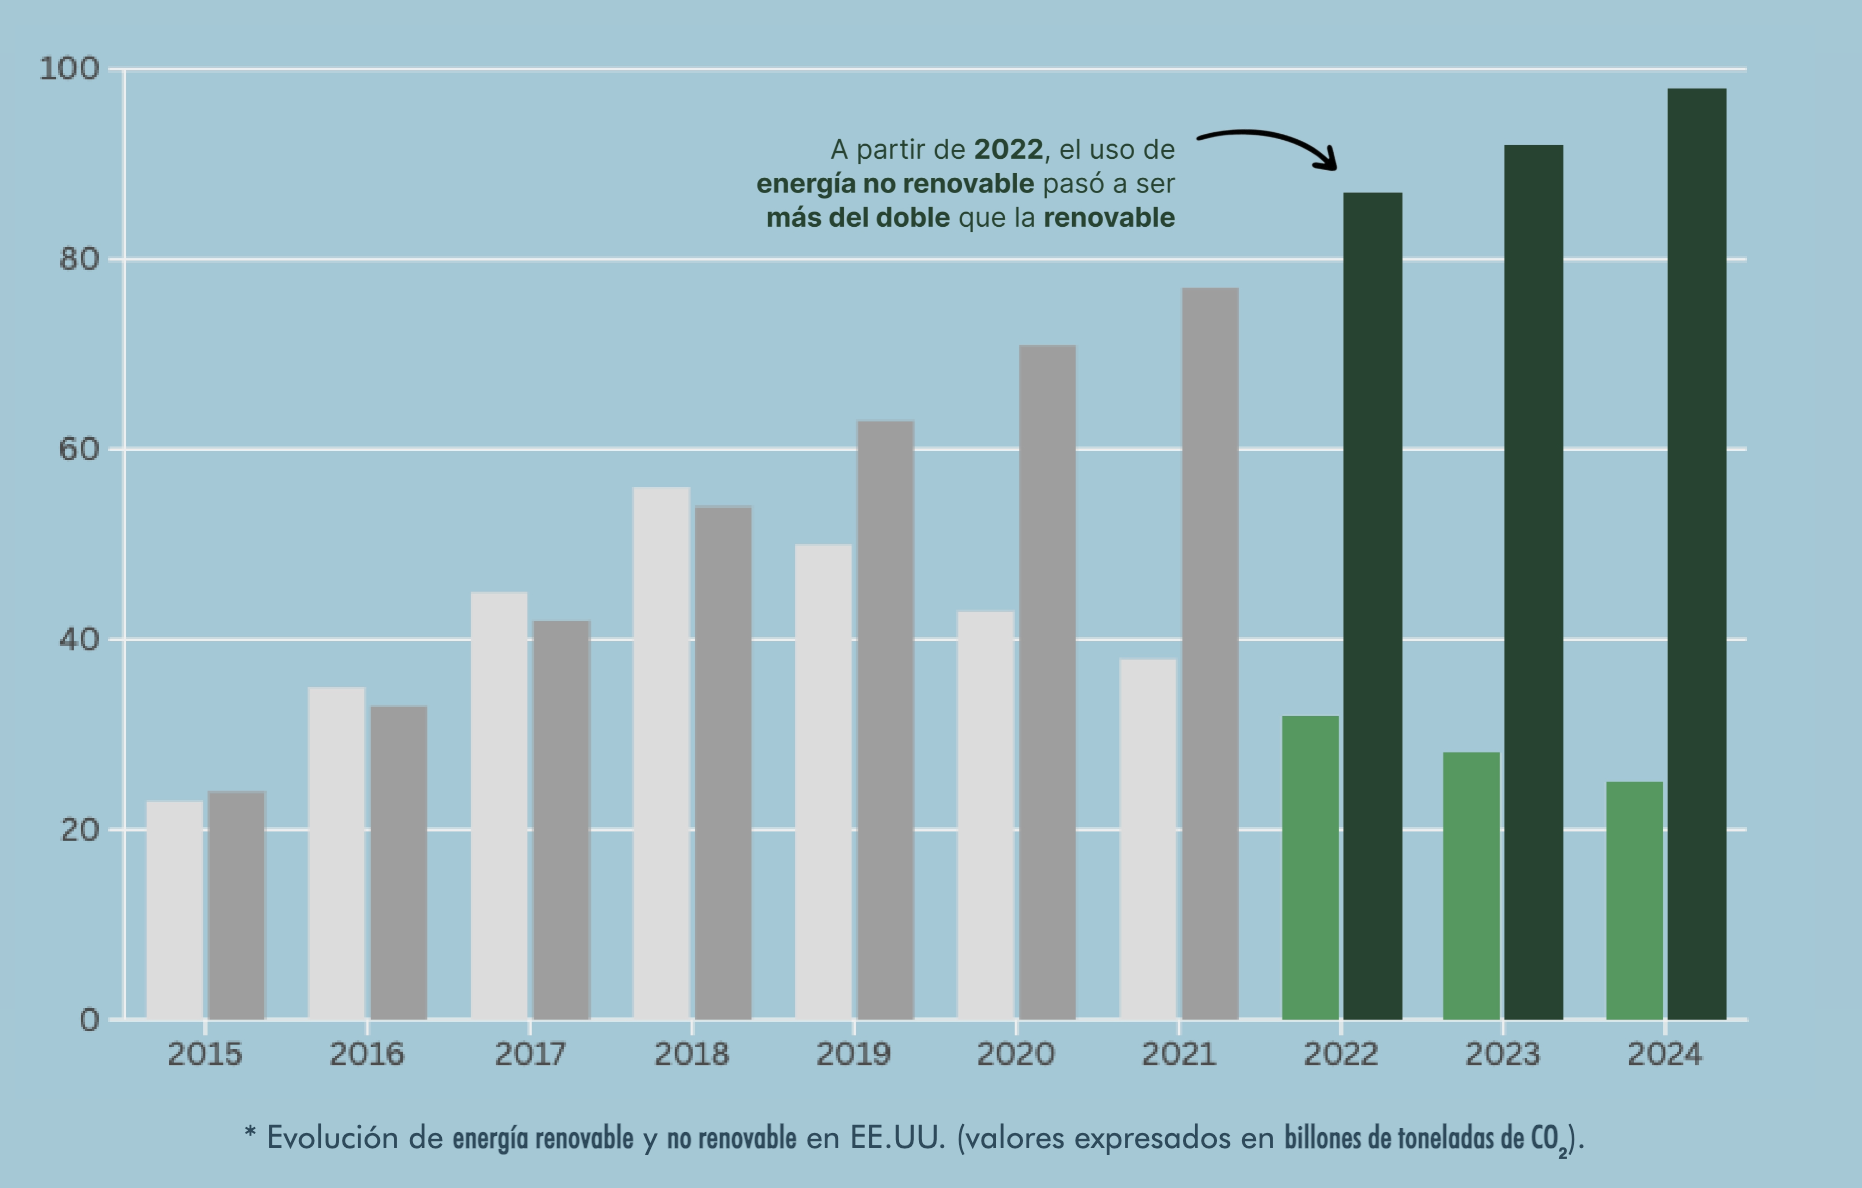 100
A partir de 2022, el uso de
energía no renovable pasó a ser
más del doble que la renovable
80
60
40
20
0
2015 2016 2017 2018 2019 2020 2021 2022 2023 2024
* Evolución de energía renovable y no renovable en EE.UU. (valores expresados en billones de toneladas de CO₂).